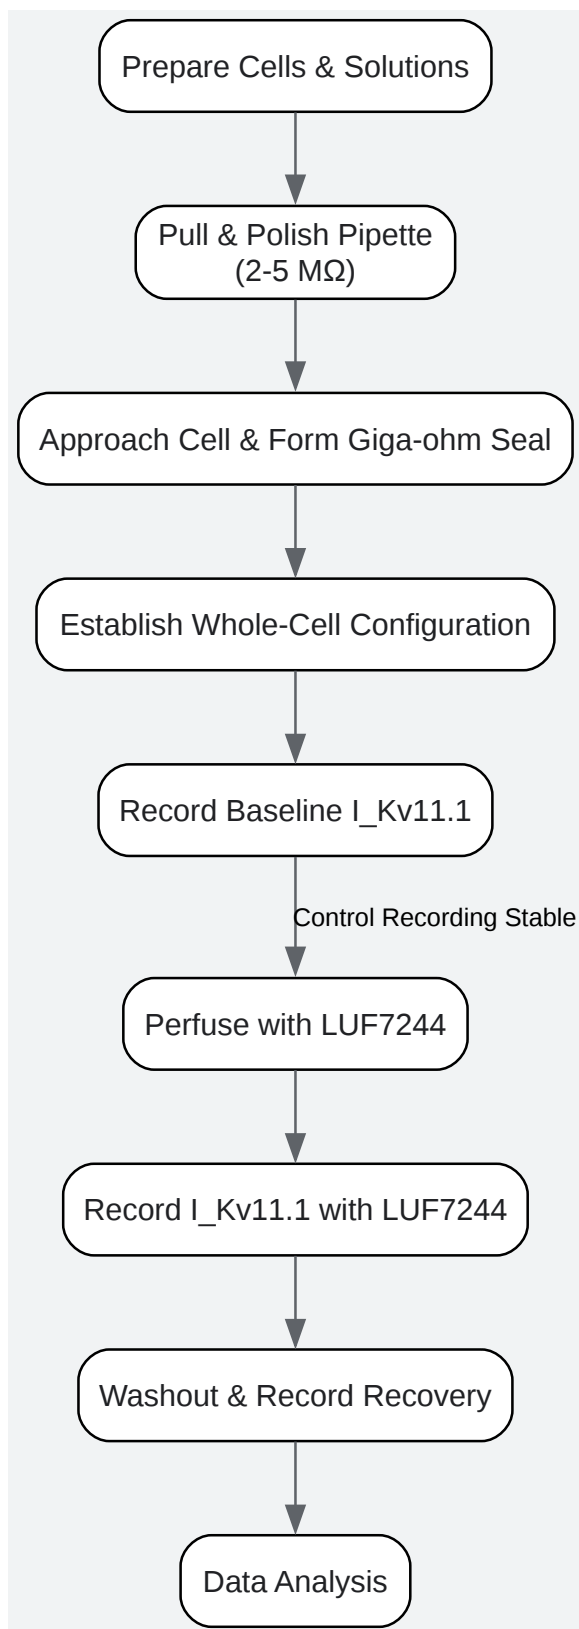 Prepare Cells & Solutions
Pull & Polish Pipette
(2-5 MΩ)
Approach Cell & Form Giga-ohm Seal
Establish Whole-Cell Configuration
Record Baseline I_Kv11.1
Control Recording Stable
Perfuse with LUF7244
Record I_Kv11.1 with LUF7244
Washout & Record Recovery
Data Analysis